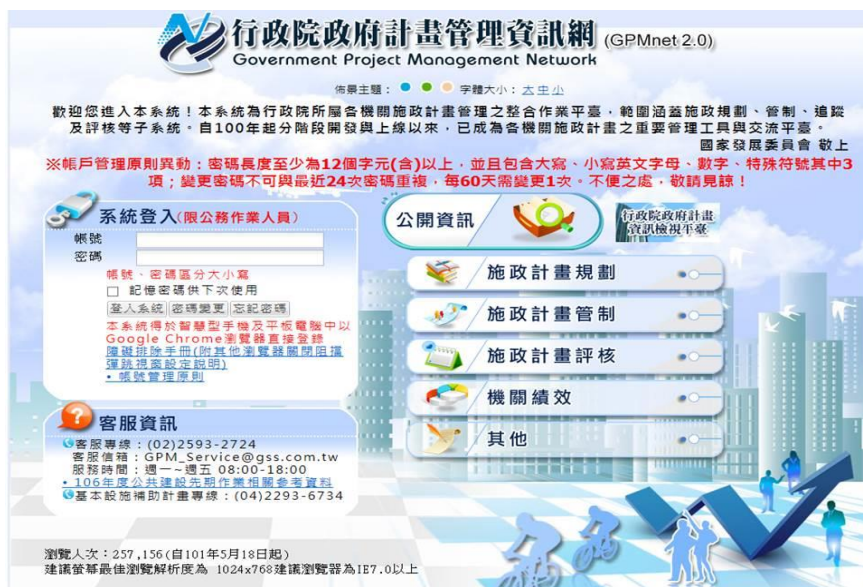 行政院政府計畫管理資訊網 (GPMnet 2.0)
Government Project Management Network
佈景主題： 字體大小：大 中 小
歡迎您進入本系統！本系統為行政院所屬各機關施政計畫管理之整合作業平臺，範圍涵蓋施政規劃、管制、追蹤
及評核等子系統。自100年起分階段開發與上線以來，已成為各機關施政計畫之重要管理工具與交流平臺。
國家發展委員會 敬上
※帳戶管理原則異動：密碼長度至少為12個字元(含)以上，並且包含大寫、小寫英文字母、數字、特殊符號其中3
項；變更密碼不可與最近24次密碼重複，每60天需變更1次。不便之處，敬請見諒！
系統登入(限公務作業人員)
帳號
密碼
帳號、密碼區分大小寫
記憶密碼供下次使用
登入系統 密碼變更 忘記密碼
本系統得於智慧型手機及平板電腦中以
Google Chrome瀏覽器直接登錄
障礙排除手冊(附其他瀏覽器關閉阻擋
彈跳視窗設定說明)
• 帳號管理原則
客服資訊
客服專線：(02)2593-2724
客服信箱：GPM_Service@gss.com.tw
服務時間：週一~週五 08:00-18:00
• 106年度公共建設先期作業相關參考資料
基本設施補助計畫專線：(04)2293-6734
公開資訊
行政院政府計畫
資訊檢視平臺
施政計畫規劃
施政計畫管制
施政計畫評核
機關績效
其他
瀏覽人次：257,156(自101年5月18日起)
建議螢幕最佳瀏覽解析度為 1024x768建議瀏覽器為IE7.0以上